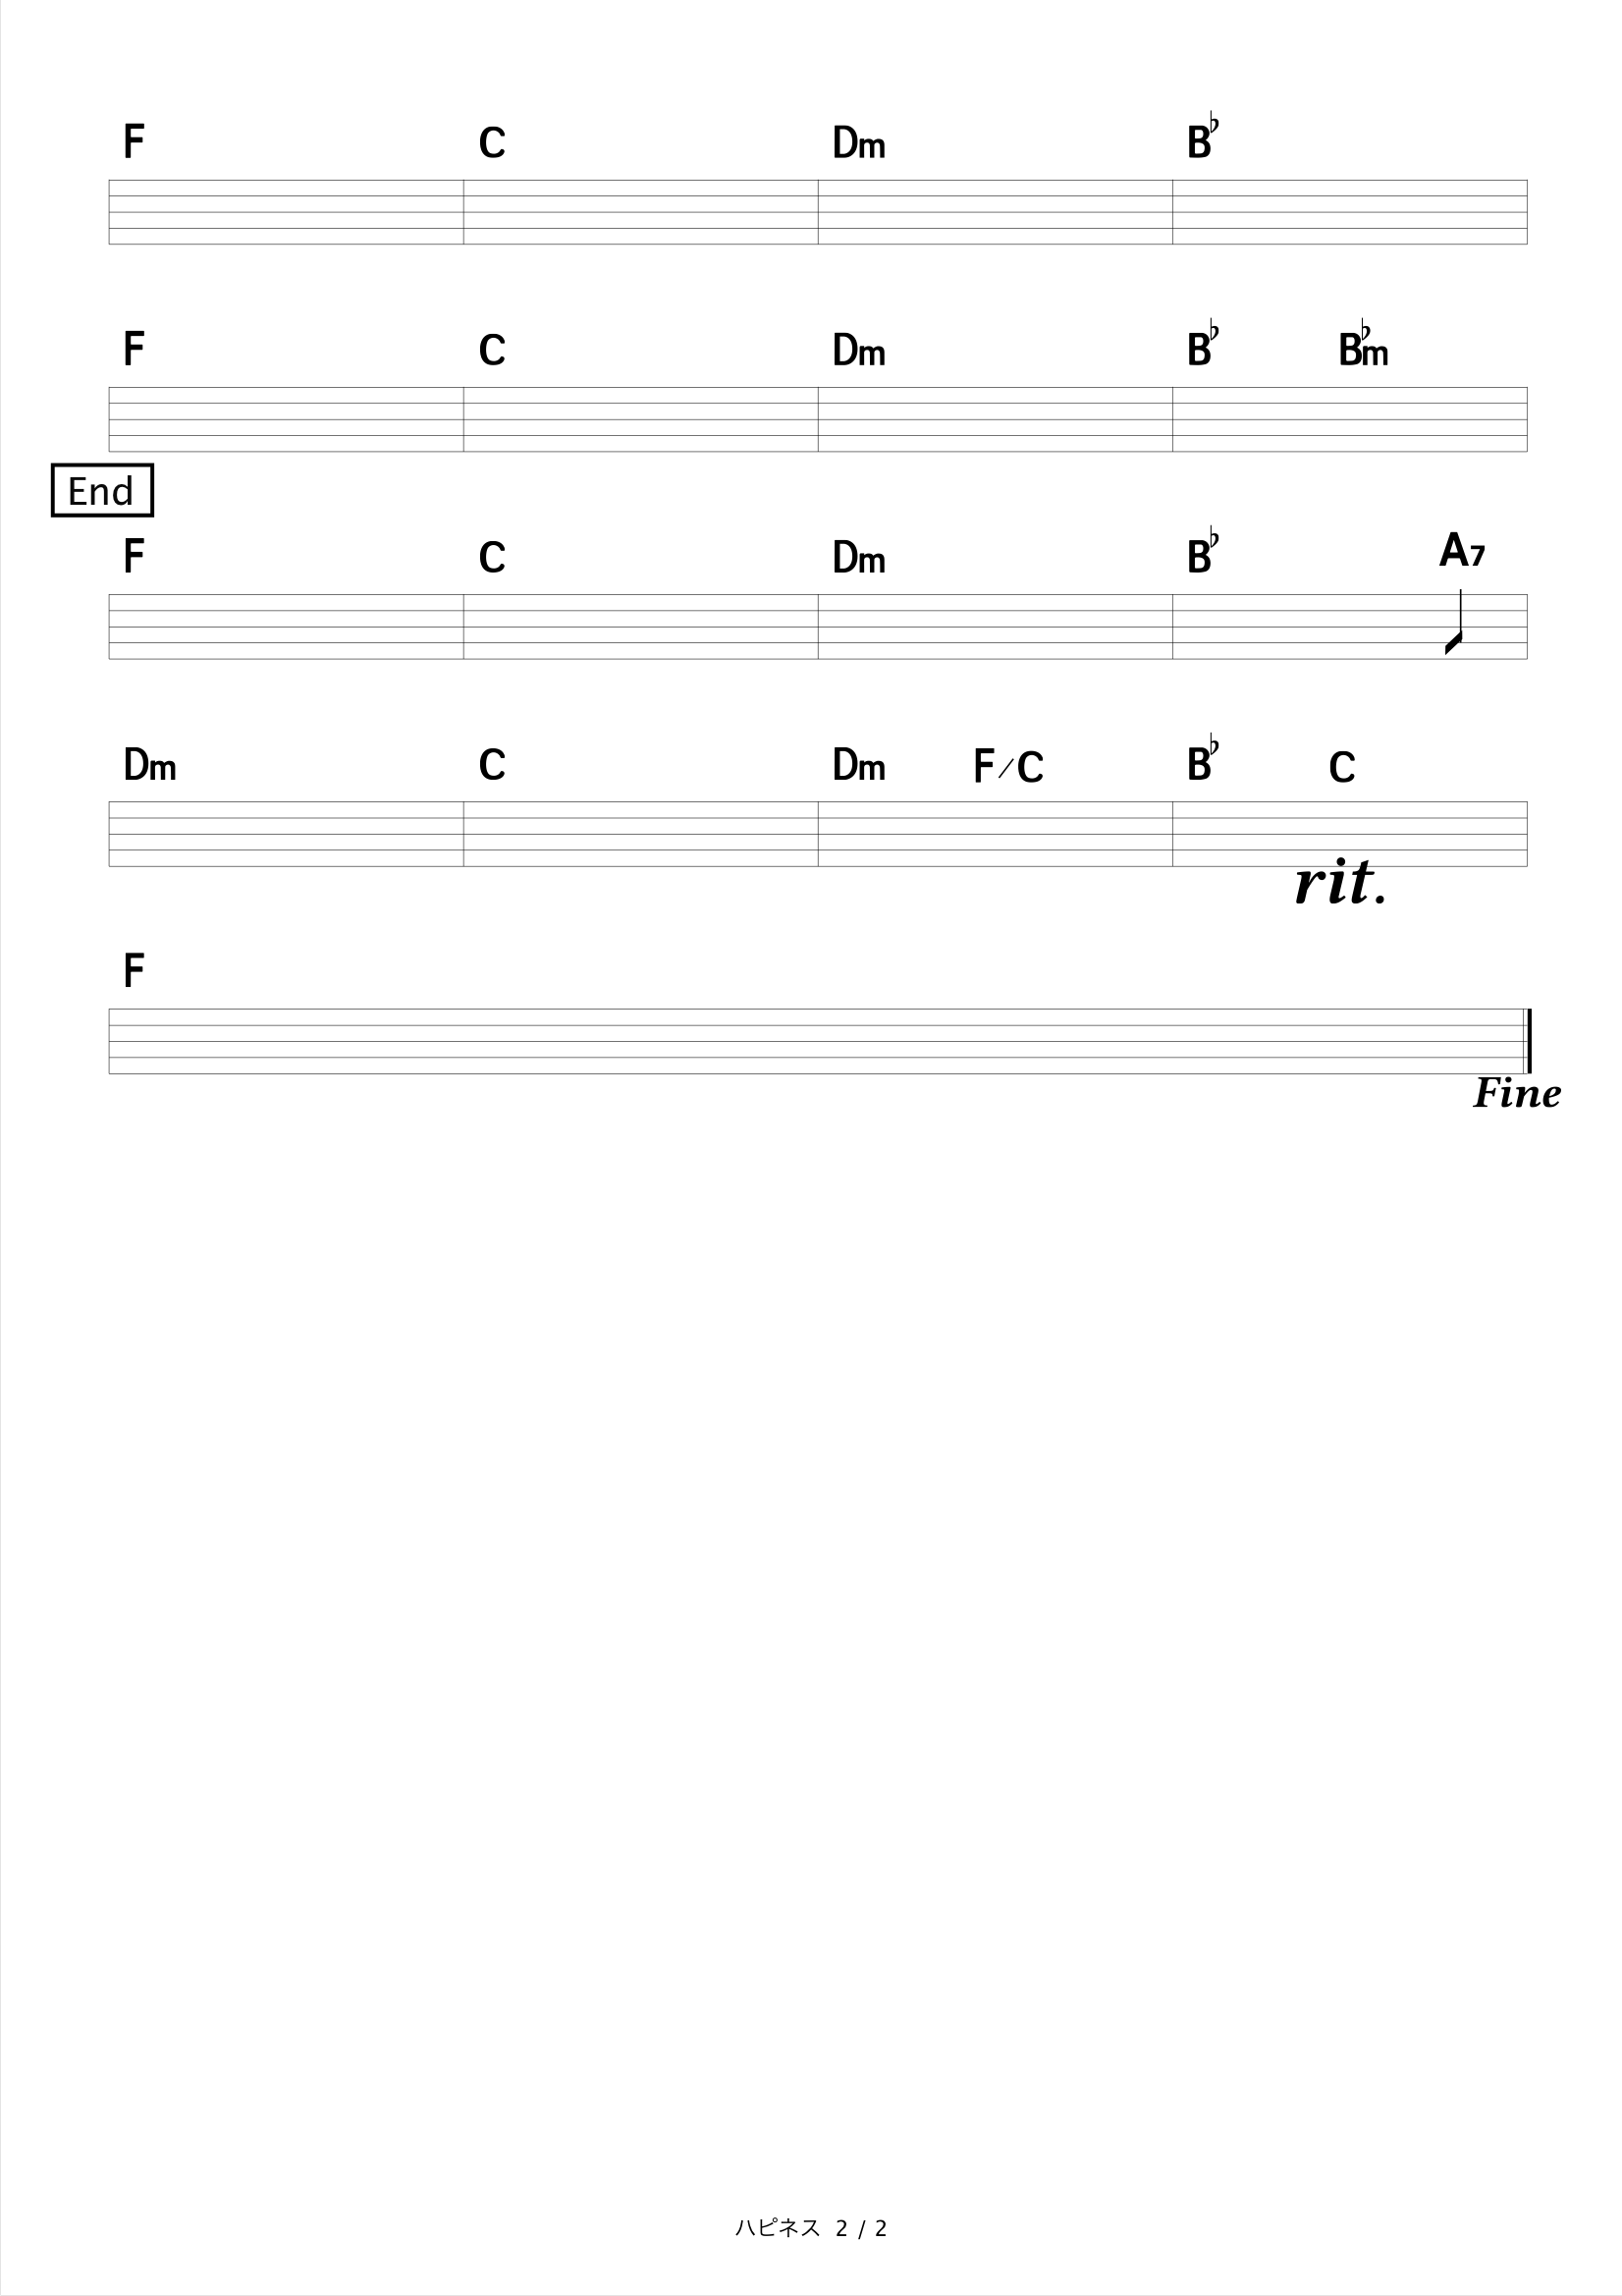 F C Dm B♭
F C Dm B♭ B♭m
End
F C Dm B♭ A7
Dm C Dm F/C B♭ C
rit.
F
Fine
ハピネス 2 / 2